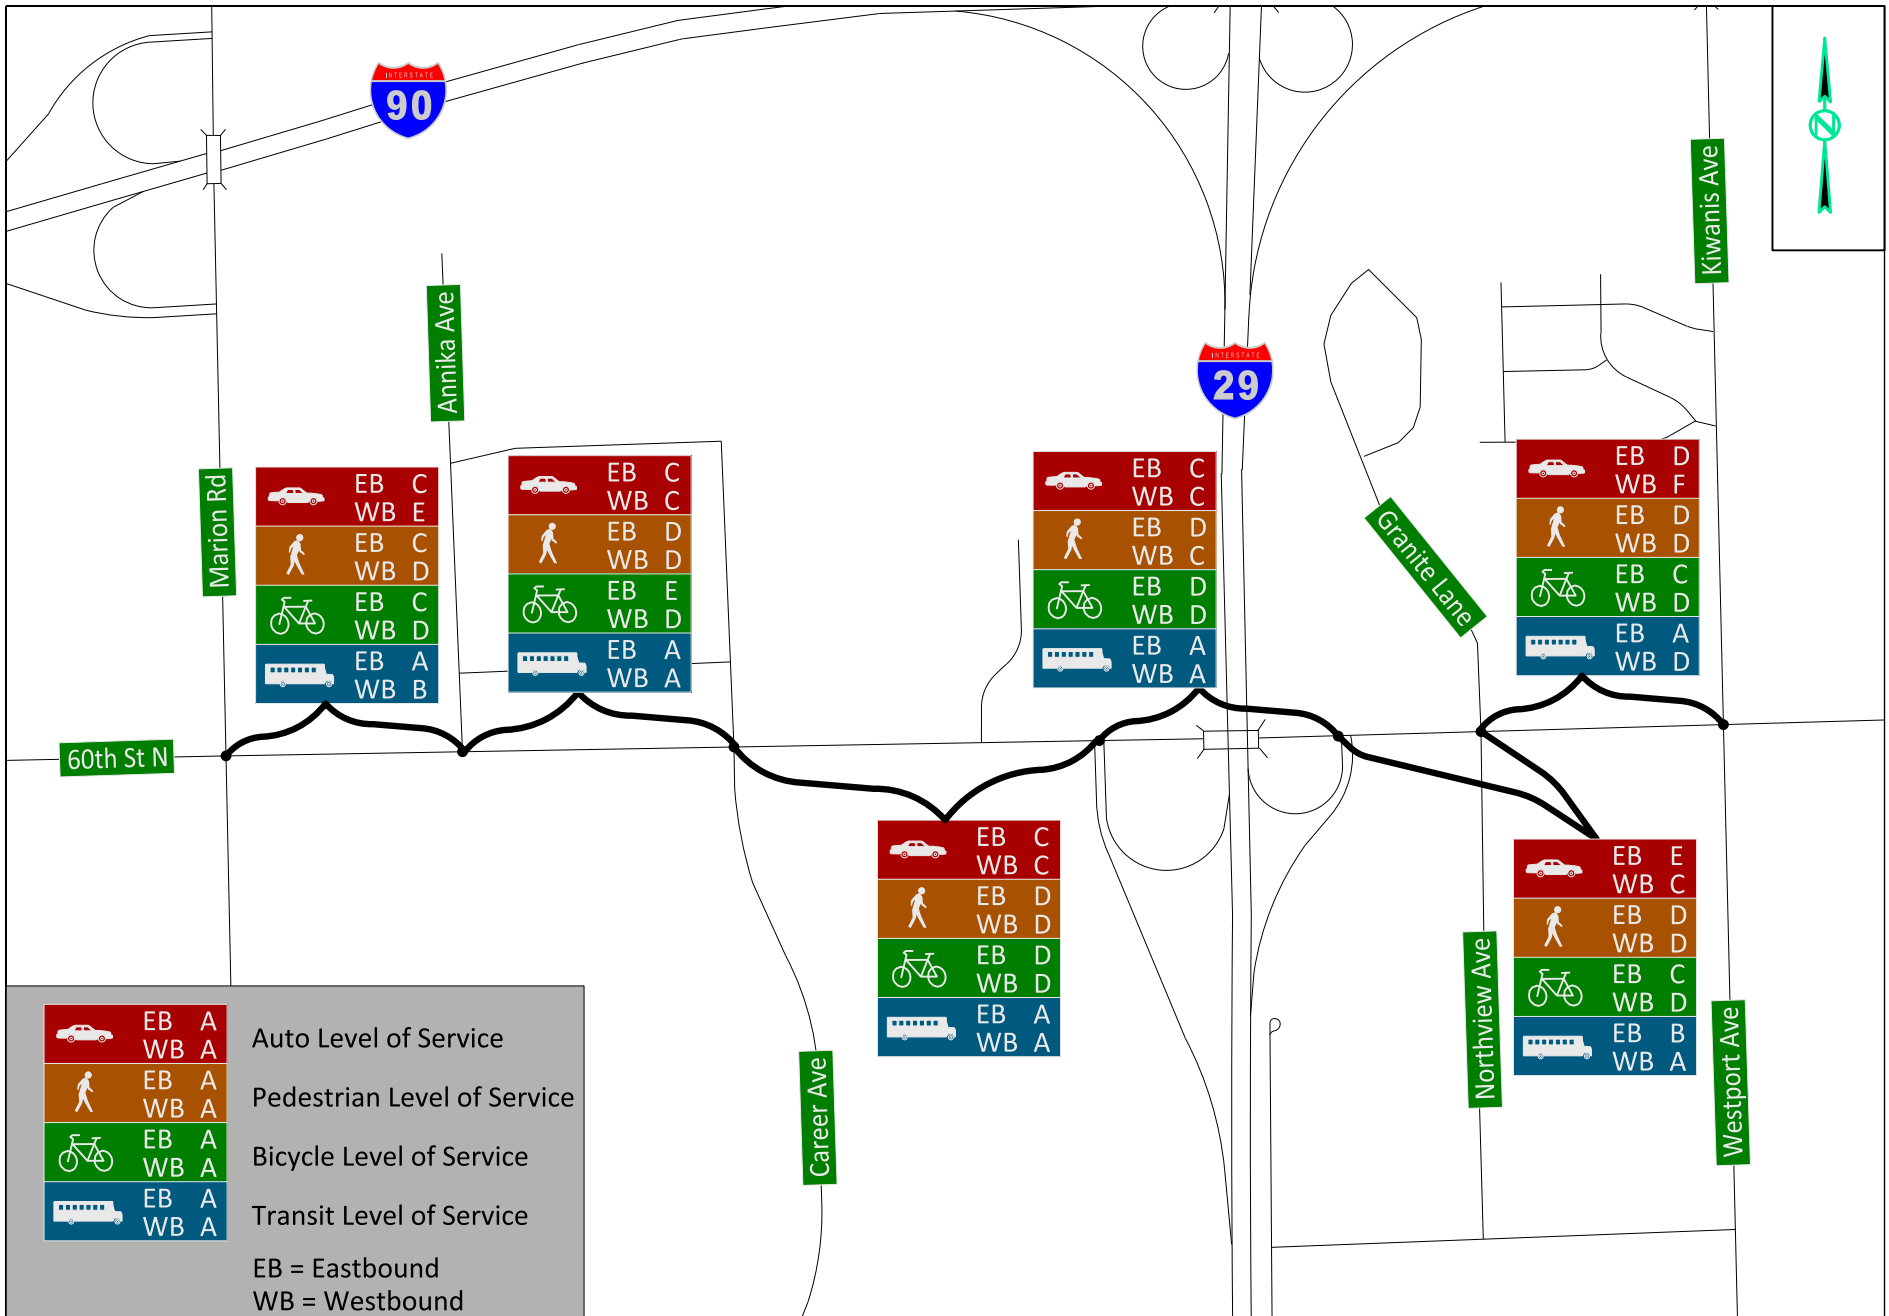 INTERSTATE
90
Kiwanis Ave
Annika Ave
INTERSTATE
29
Marion Rd
EB C
WB E
EB C
WB D
EB C
WB D
EB A
WB B
EB C
WB C
EB D
WB D
EB E
WB D
EB A
WB A
EB C
WB C
EB D
WB C
EB D
WB D
EB A
WB A
Granite Lane
EB D
WB F
EB D
WB D
EB C
WB D
EB A
WB D
60th St N
EB C
WB C
EB D
WB D
EB D
WB D
EB A
WB A
EB E
WB C
EB D
WB D
EB C
WB D
EB B
WB A
Northview Ave
Westport Ave
Career Ave
EB A
WB A
Auto Level of Service
EB A
WB A
Pedestrian Level of Service
EB A
WB A
Bicycle Level of Service
EB A
WB A
Transit Level of Service
EB = Eastbound
WB = Westbound
N